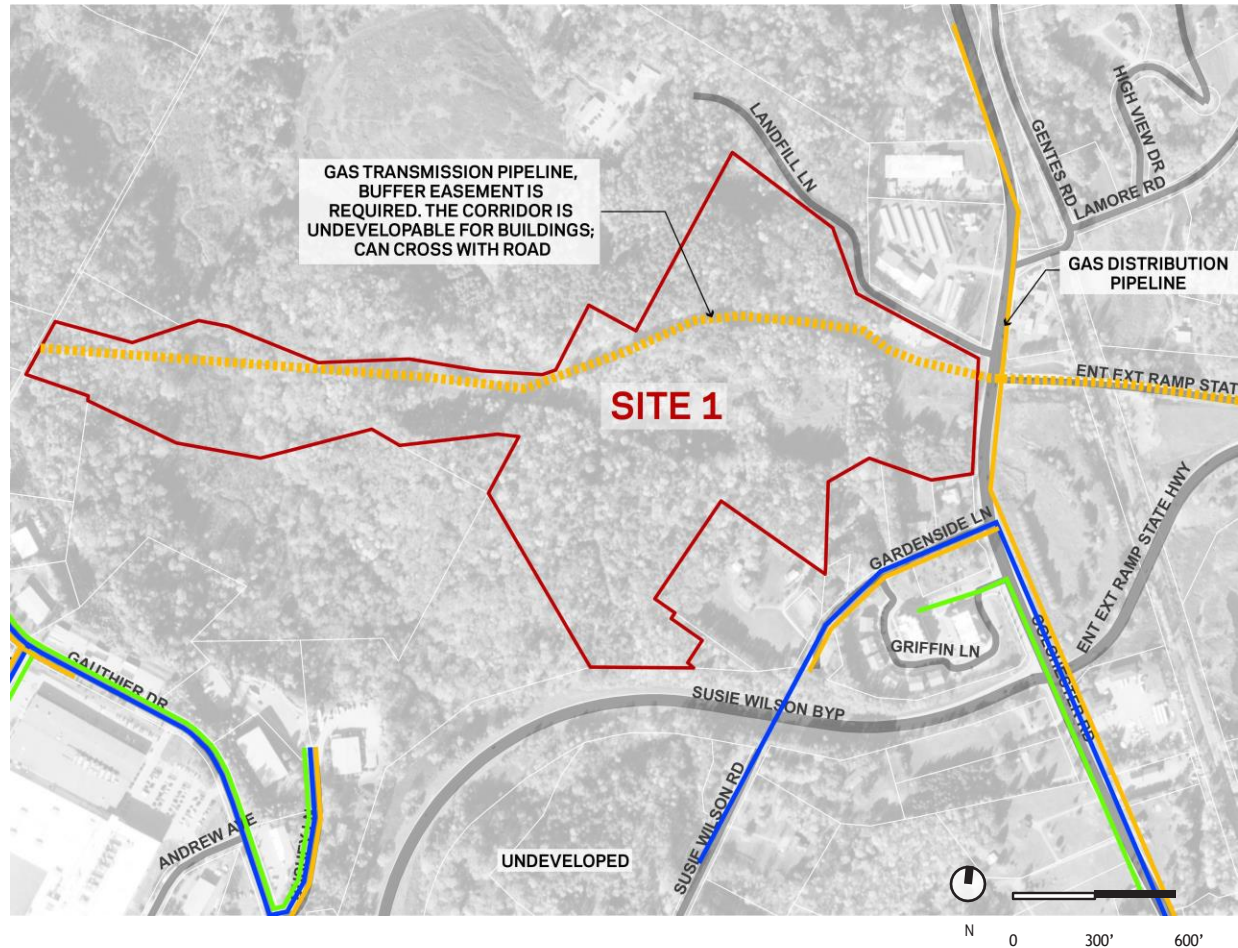 LANDFILL LN
GENTES RD
HIGH VIEW DR
LAMORE RD
GAS TRANSMISSION PIPELINE,
BUFFER EASEMENT IS
REQUIRED. THE CORRIDOR IS
UNDEVELOPABLE FOR BUILDINGS;
CAN CROSS WITH ROAD
GAS DISTRIBUTION
PIPELINE
ENT EXT RAMP STAT
SITE 1
ENT EXT RAMP STATE HWY
GARDENSIDE LN
GRIFFIN LN
COLCHESTER RD
GAUTHIER DR
SUSIE WILSON BYP
SUSIE WILSON RD
ANDREW AVE
UNDEVELOPED
N
0
300'
600'